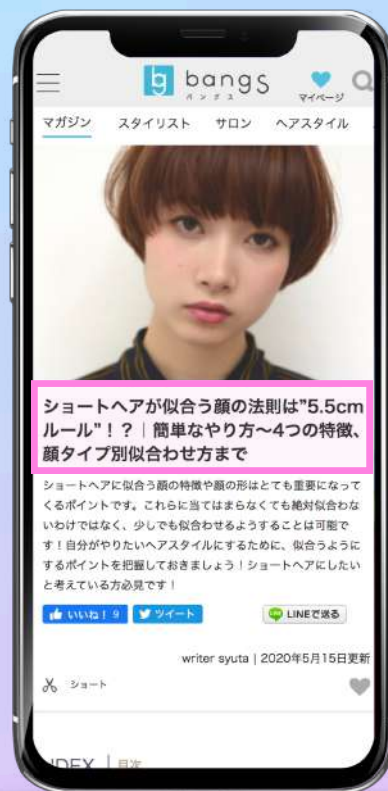 bangs
バングス
マイページ
マガジン スタイリスト サロン ヘアスタイル
ショートヘアが似合う顔の法則は”5.5cm
ルール”！？｜簡単なやり方〜4つの特徴、
顔タイプ別似合わせ方まで
ショートヘアに似合う顔の特徴や顔の形はとても重要になって
くるポイントです。これらに当てはまらなくても絶対似合わな
いわけではなく、少しでも似合わせるようすることは可能で
す！自分がやりたいヘアスタイルにするために、似合うように
するポイントを把握しておきましょう！ショートヘアにしたい
と考えている方必見です！
いいね！ 9 ツイート LINEで送る
writer syuta | 2020年5月15日更新
ショート
INDEX | 目次